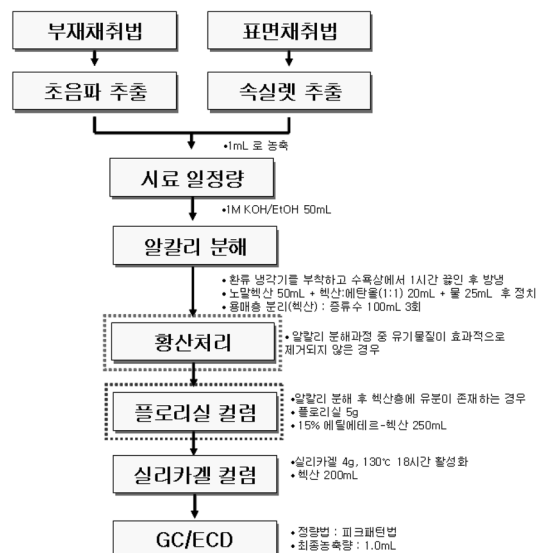 부재채취법
표면채취법
초음파 추출
속실렛 추출
•1mL 로 농축
시료 일정량
•1M KOH/EtOH 50mL
알칼리 분해
• 환류 냉각기를 부착하고 수욕상에서 1시간 끓인 후 방냉
• 노말헥산 50mL + 헥산:에탄올(1:1) 20mL + 물 25mL 후 정치
• 용매층 분리(헥산) : 증류수 100mL 3회
황산처리
• 알칼리 분해과정 중 유기물질이 효과적으로
제거되지 않은 경우
플로리실 컬럼
•알칼리 분해 후 헥산층에 유분이 존재하는 경우
• 플로리실 5g
• 15% 에틸에테르-헥산 250mL
실리카겔 컬럼
•실리카겔 4g, 130℃ 18시간 활성화
• 헥산 200mL
GC/ECD
• 정량법 : 피크패턴법
• 최종농축량 : 1.0mL